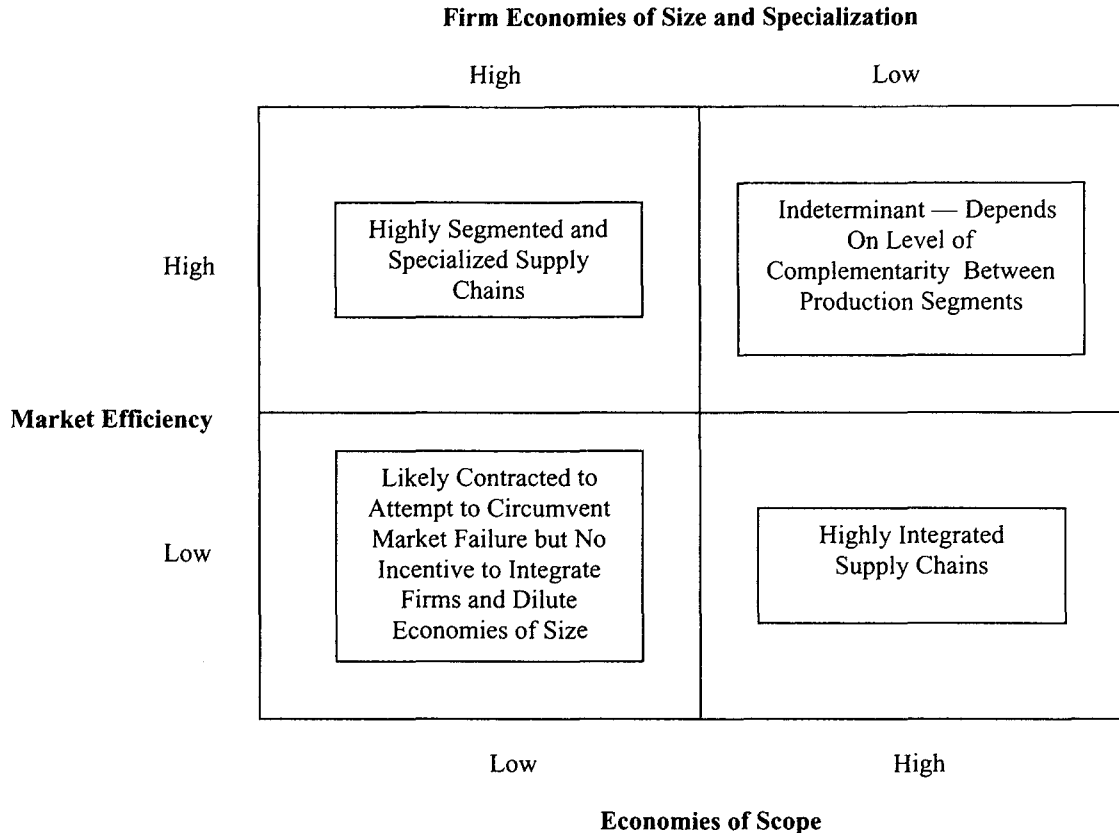 Firm Economies of Size and Specialization
High Low
Highly Segmented and
Specialized Supply
Chains
Indeterminant — Depends
On Level of
Complementarity Between
Production Segments
High
Market Efficiency
Likely Contracted to
Attempt to Circumvent
Market Failure but No
Incentive to Integrate
Firms and Dilute
Economies of Size
Highly Integrated
Supply Chains
Low
Low High
Economies of Scope